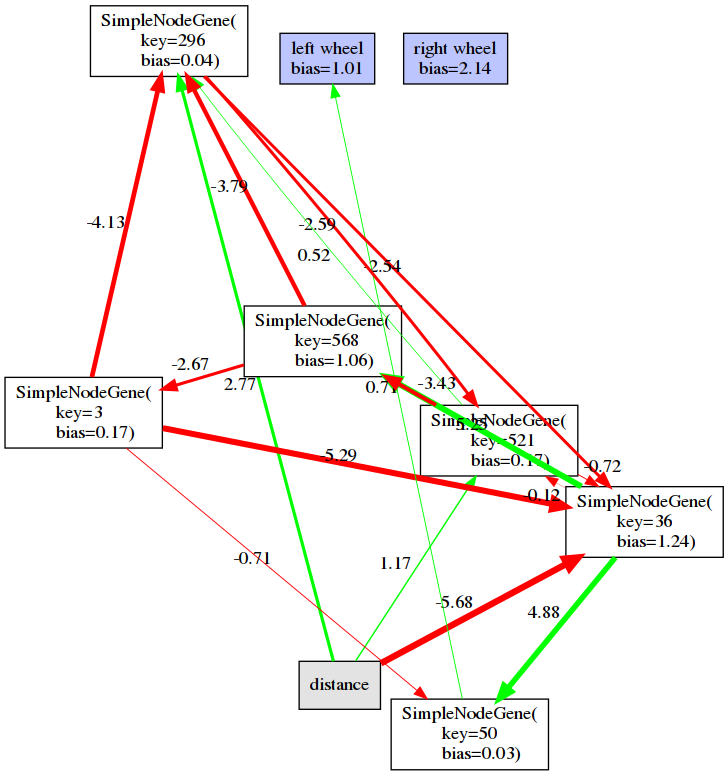 SimpleNodeGene(
key=296
bias=0.04)
left wheel
bias=1.01
right wheel
bias=2.14
-3.79
-4.13
-2.59
0.52
-2.54
SimpleNodeGene(
key=568
bias=1.06)
-2.67
2.77
0.71
-3.43
SimpleNodeGene(
key=3
bias=0.17)
SimpleNodeGene(
key=521
bias=0.17)
5.25
-5.29
-0.72
-0.12
SimpleNodeGene(
key=36
bias=1.24)
-0.71
1.17
-5.68
4.88
distance
SimpleNodeGene(
key=50
bias=0.03)